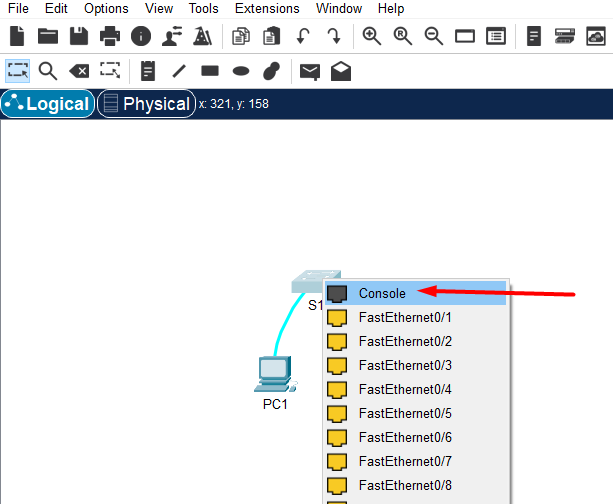 File Edit Options View Tools Extensions Window Help
Logical Physical x: 321, y: 158
Console
S1
FastEthernet0/1
FastEthernet0/2
FastEthernet0/3
FastEthernet0/4
PC1
FastEthernet0/5
FastEthernet0/6
FastEthernet0/7
FastEthernet0/8